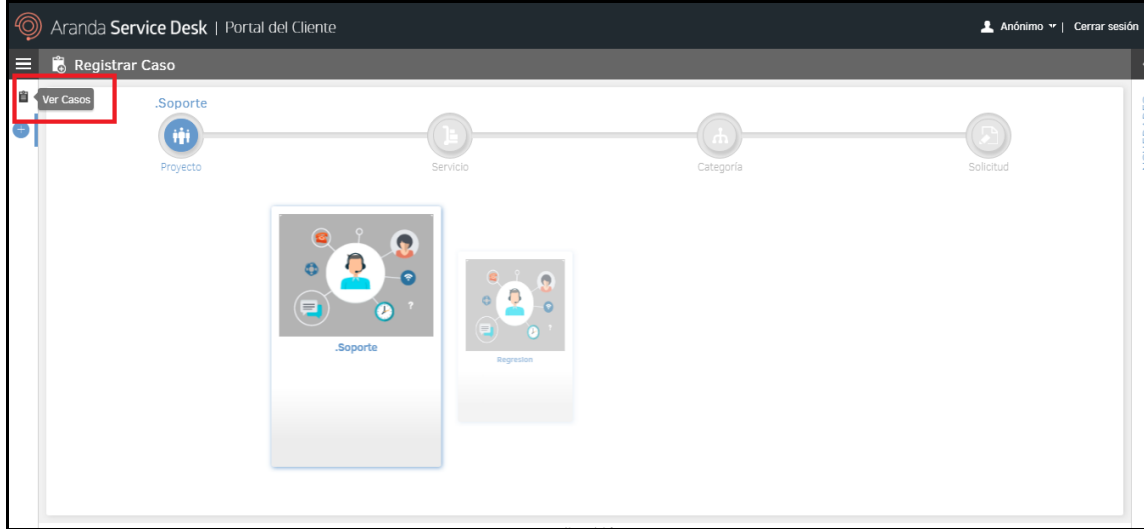 Aranda Service Desk | Portal del Cliente
Anónimo | Cerrar sesión
Registrar Caso
Ver Casos
.Soporte
Proyecto Servicio Categoría Solicitud
.Soporte
Regresion